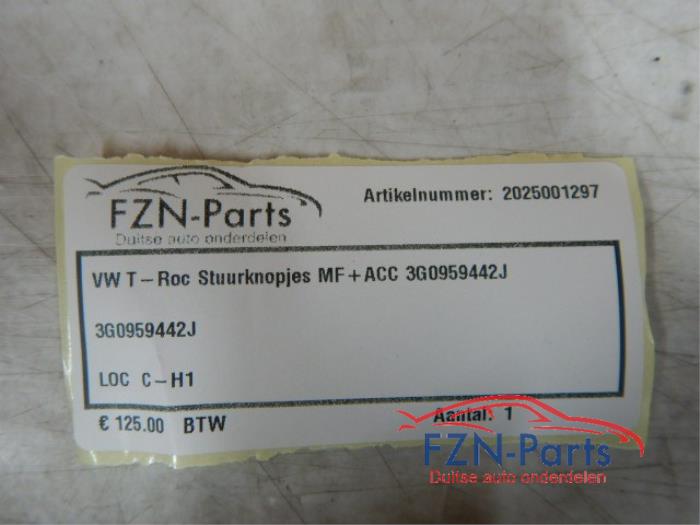 FZN-Parts
Duitse auto onderdelen
Artikelnummer: 2025001297
VW T-Roc Stuurknopjes MF+ACC 3G0959442J
3G0959442J
LOC C-H1
€ 125.00 BTW
Aantal: 1
FZN-Parts
Duitse auto onderdelen